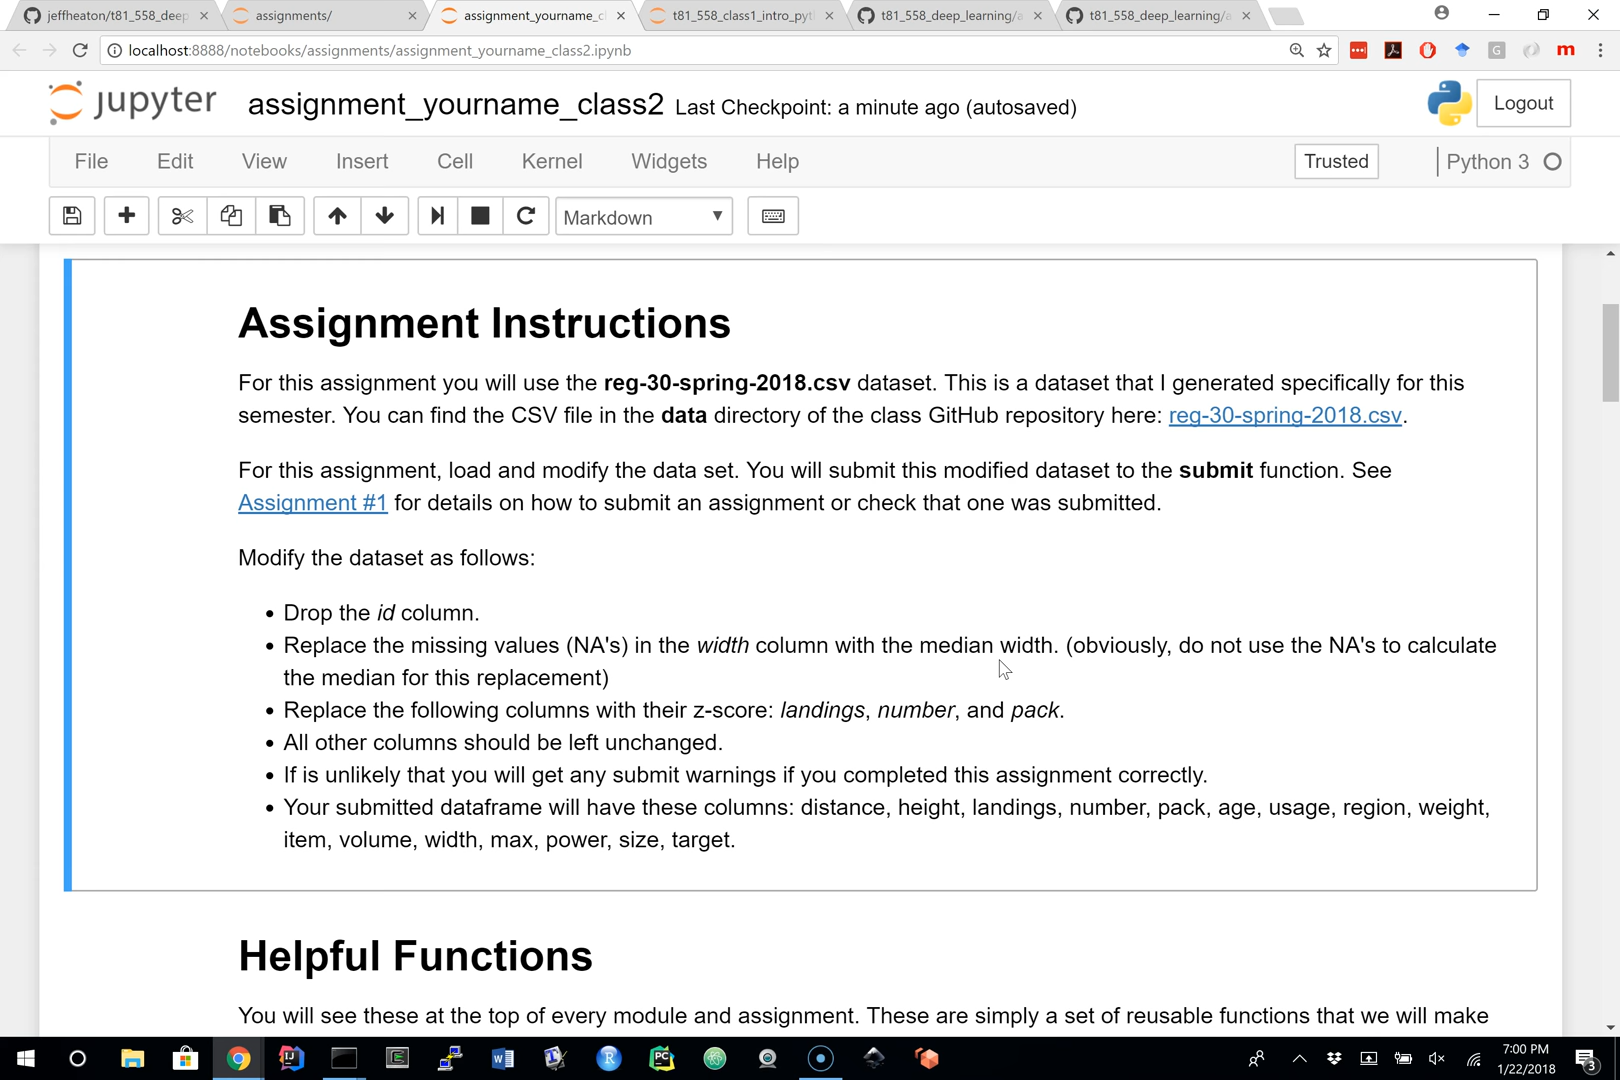 jeffheaton/t81_558_deep
assignments/
assignment_yourname_c
t81_558_class1_intro_pyt
t81_558_deep_learning/a
t81_558_deep_learning/a
localhost:8888/notebooks/assignments/assignment_yourname_class2.ipynb
jupyter assignment_yourname_class2 Last Checkpoint: a minute ago (autosaved)
Logout
File Edit View Insert Cell Kernel Widgets Help
Trusted
Python 3
Markdown
Assignment Instructions
For this assignment you will use the reg-30-spring-2018.csv dataset. This is a dataset that I generated specifically for this
semester. You can find the CSV file in the data directory of the class GitHub repository here: reg-30-spring-2018.csv.
For this assignment, load and modify the data set. You will submit this modified dataset to the submit function. See
Assignment #1 for details on how to submit an assignment or check that one was submitted.
Modify the dataset as follows:
• Drop the id column.
• Replace the missing values (NA's) in the width column with the median width. (obviously, do not use the NA's to calculate
the median for this replacement)
• Replace the following columns with their z-score: landings, number, and pack.
• All other columns should be left unchanged.
• If is unlikely that you will get any submit warnings if you completed this assignment correctly.
• Your submitted dataframe will have these columns: distance, height, landings, number, pack, age, usage, region, weight,
item, volume, width, max, power, size, target.
Helpful Functions
You will see these at the top of every module and assignment. These are simply a set of reusable functions that we will make
7:00 PM
1/22/2018
3